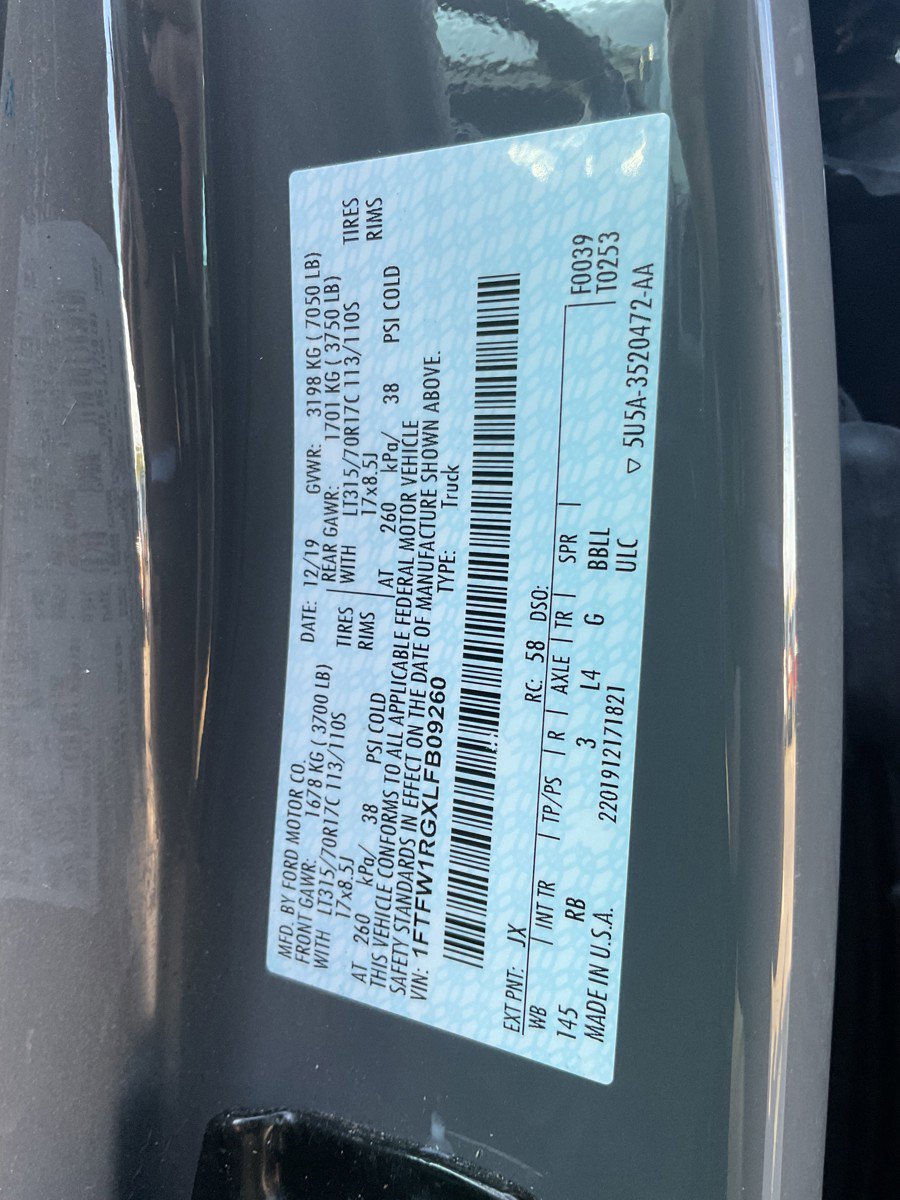 MFD. BY FORD MOTOR CO. DATE: 12/19 GVWR: 3198 KG ( 7050 LB)
FRONT GAWR: 1678 KG ( 3700 LB) REAR GAWR: 1701 KG ( 3750 LB)
WITH LT315/70R17C 113/110S TIRES WITH LT315/70R17C 113/110S TIRES
17x8.5J RIMS 17x8.5J RIMS
AT 260 kPa/ 38 PSI COLD AT 260 kPa/ 38 PSI COLD
THIS VEHICLE CONFORMS TO ALL APPLICABLE FEDERAL MOTOR VEHICLE
SAFETY STANDARDS IN EFFECT ON THE DATE OF MANUFACTURE SHOWN ABOVE.
VIN: 1FTFW1RGXLFB09260 TYPE: Truck
EXT PNT: JX RC: 58 DSO:
WB INT TR TP/PS R AXLE TR SPR F0039
145 RB 3 L4 G BBLL T0253
MADE IN U.S.A. 2201912171821 ULC ▽ 5U5A-3520472-AA